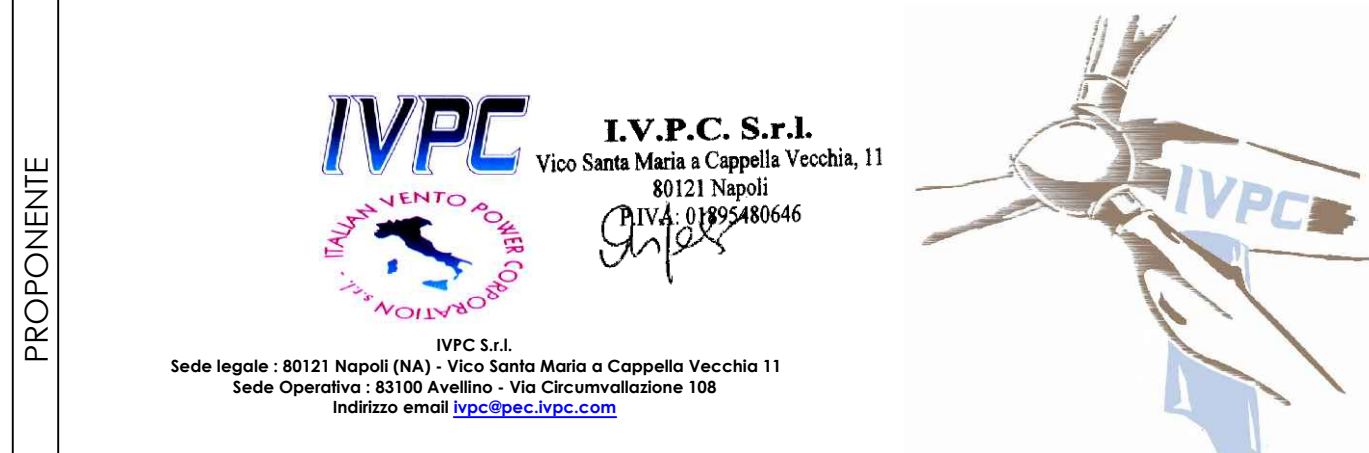 PROPONENTE
IVPC
ITALIAN VENTO POWER CORPORATION s.r.l. -
I.V.P.C. S.r.l.
Vico Santa Maria a Cappella Vecchia, 11
80121 Napoli
P.IVA: 01895480646
IVPC
IVPC S.r.l.
Sede legale : 80121 Napoli (NA) - Vico Santa Maria a Cappella Vecchia 11
Sede Operativa : 83100 Avellino - Via Circumvallazione 108
Indirizzo email ivpc@pec.ivpc.com